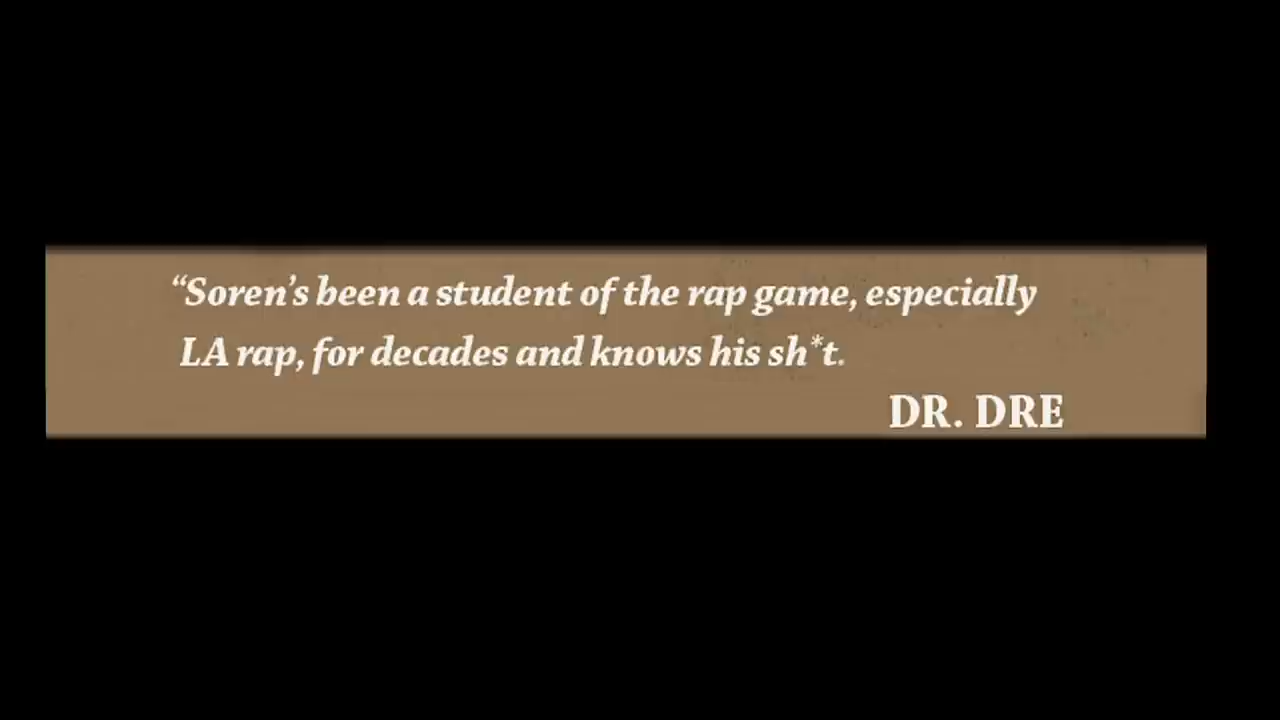 “Soren’s been a student of the rap game, especially
LA rap, for decades and knows his sh*t.
DR. DRE